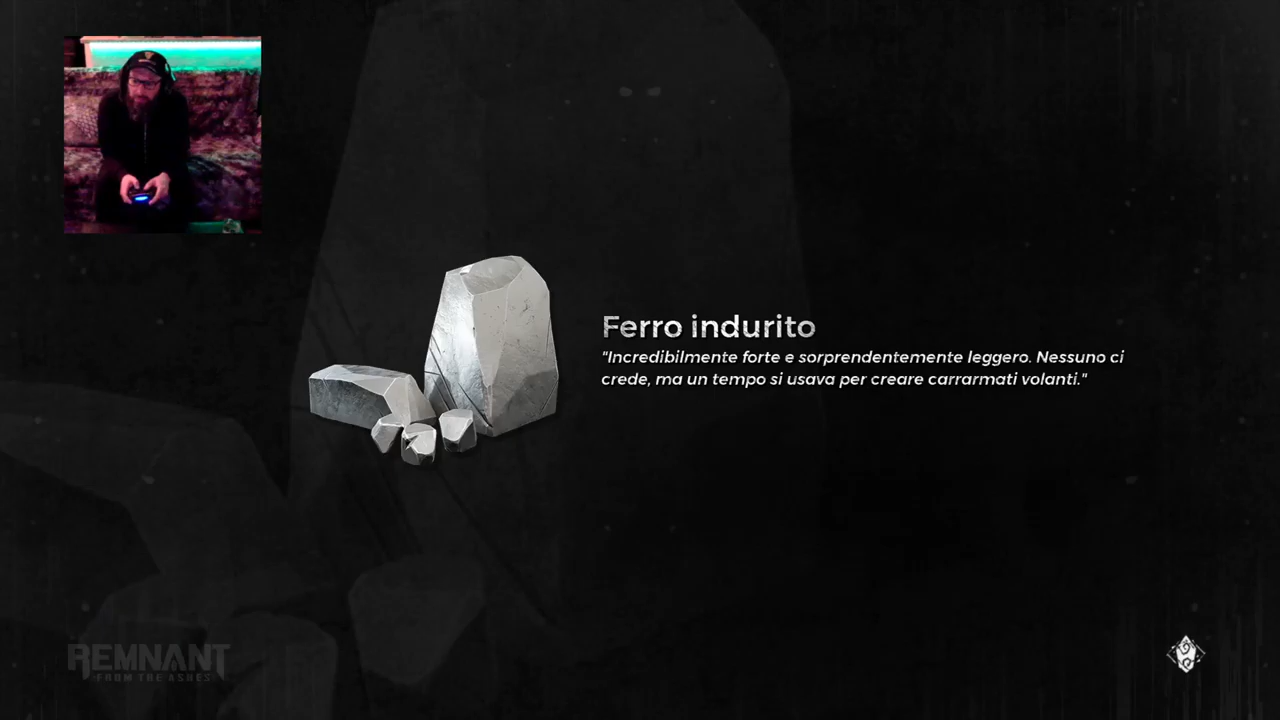 Ferro indurito
"Incredibilmente forte e sorprendentemente leggero. Nessuno ci
crede, ma un tempo si usava per creare carrarmati volanti."
REMNANT
FROM THE ASHES